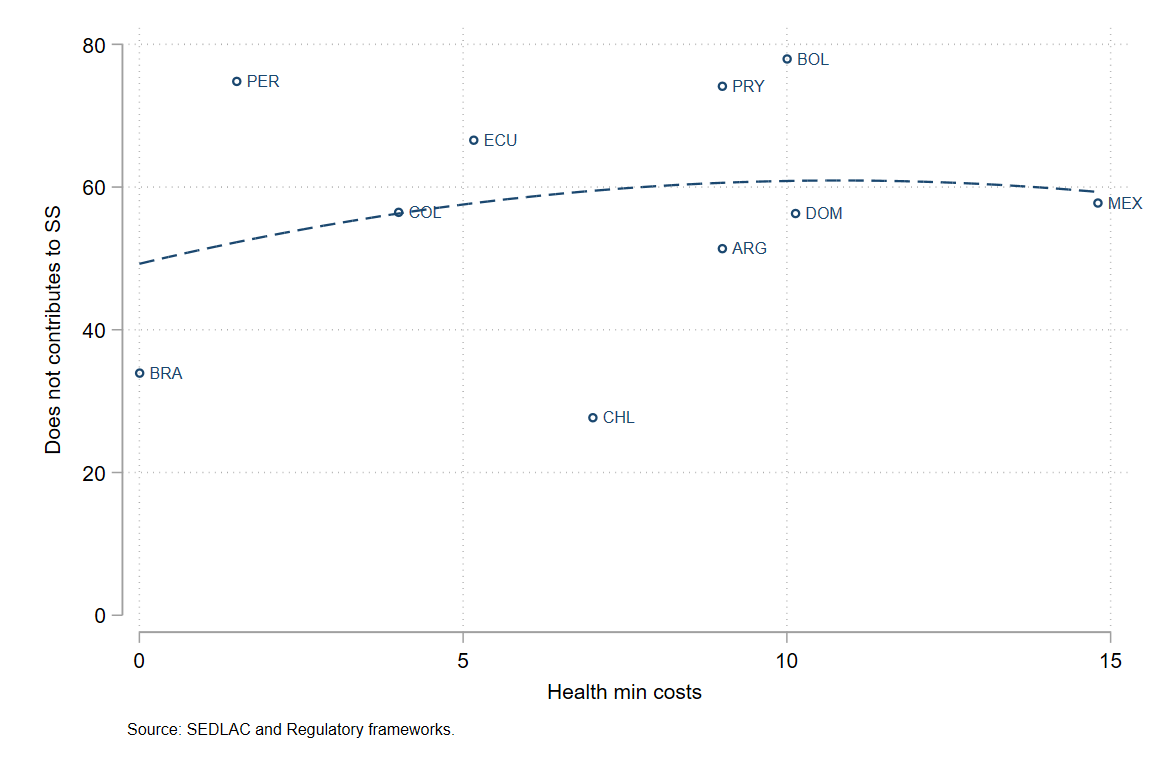 80
PER
BOL
PRY
ECU
60
COL
DOM
MEX
ARG
40
BRA
CHL
20
0
Does not contributes to SS
0 5 10 15
Health min costs
Source: SEDLAC and Regulatory frameworks.